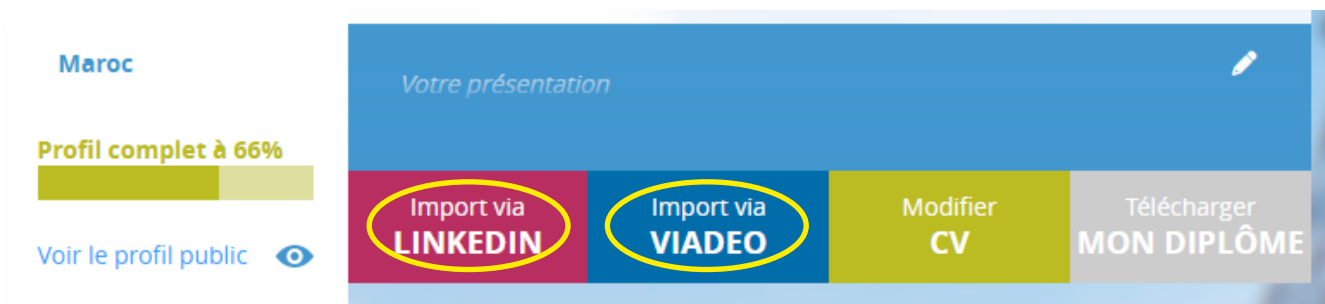 Maroc
Profil complet à 66%
Voir le profil public
Votre présentation
Import via
LINKEDIN
Import via
VIADEO
Modifier
CV
Télécharger
MON DIPLÔME